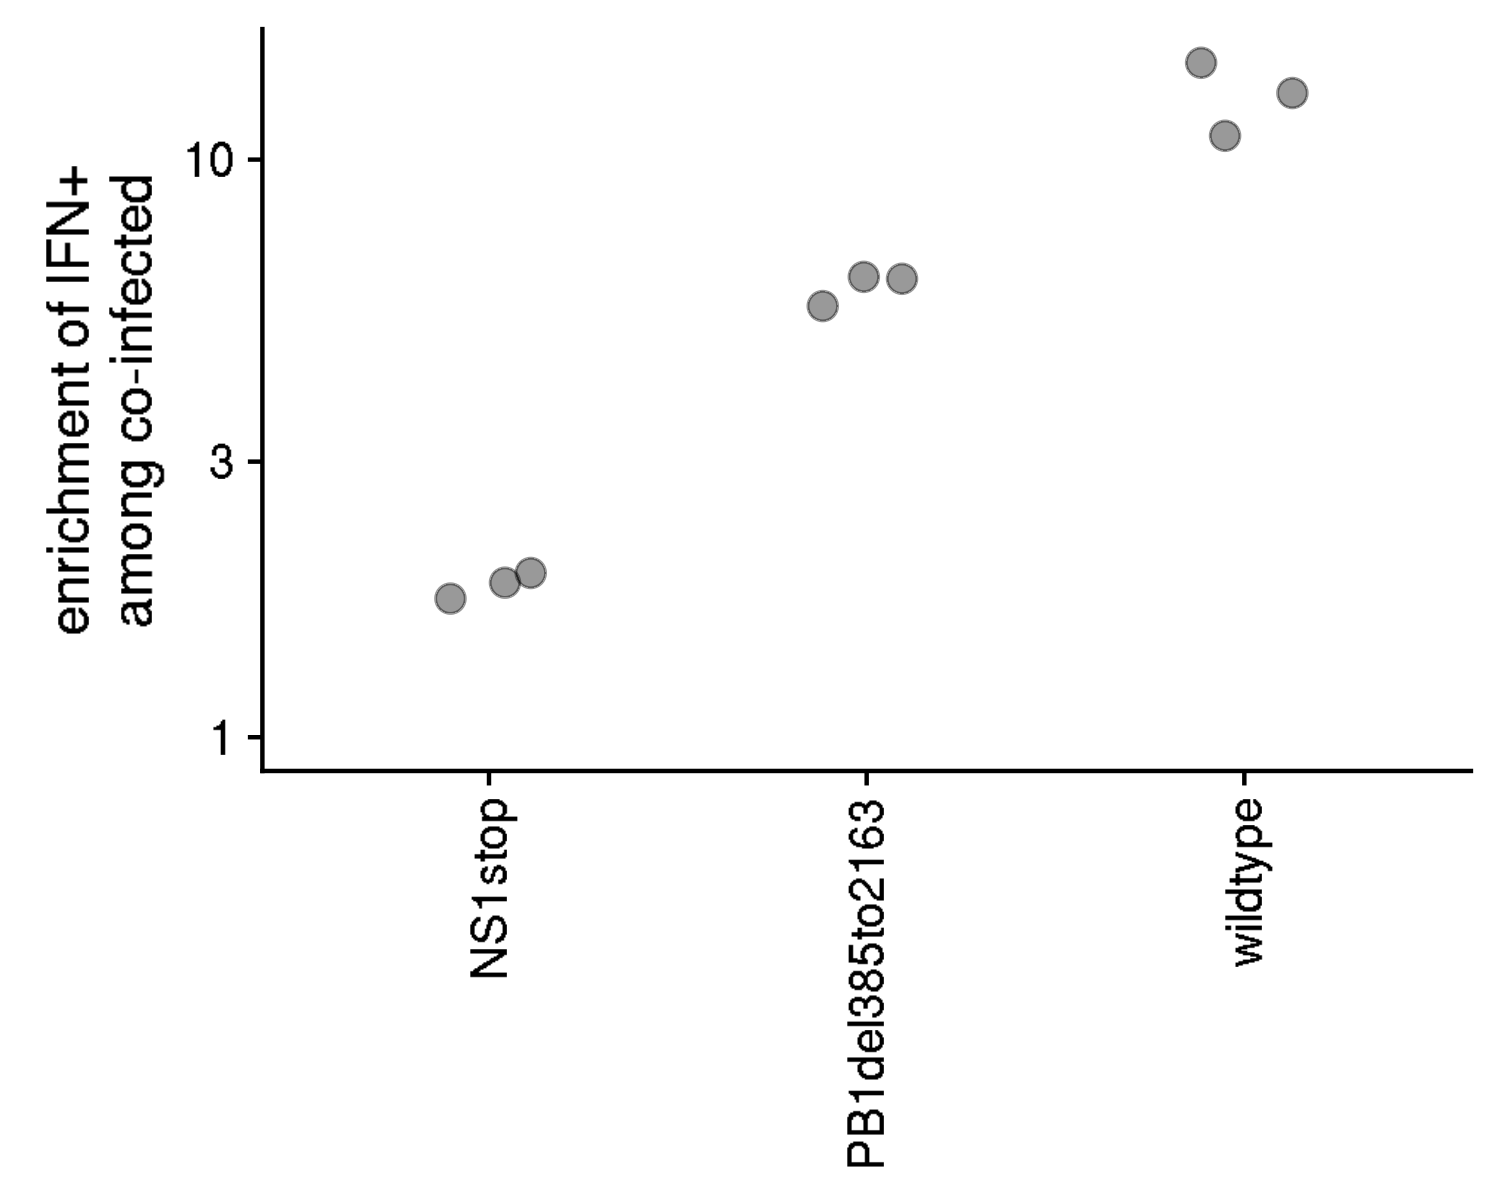 enrichment of IFN+
among co-infected
10
3
1
NS1stop
PB1del385to2163
wildtype